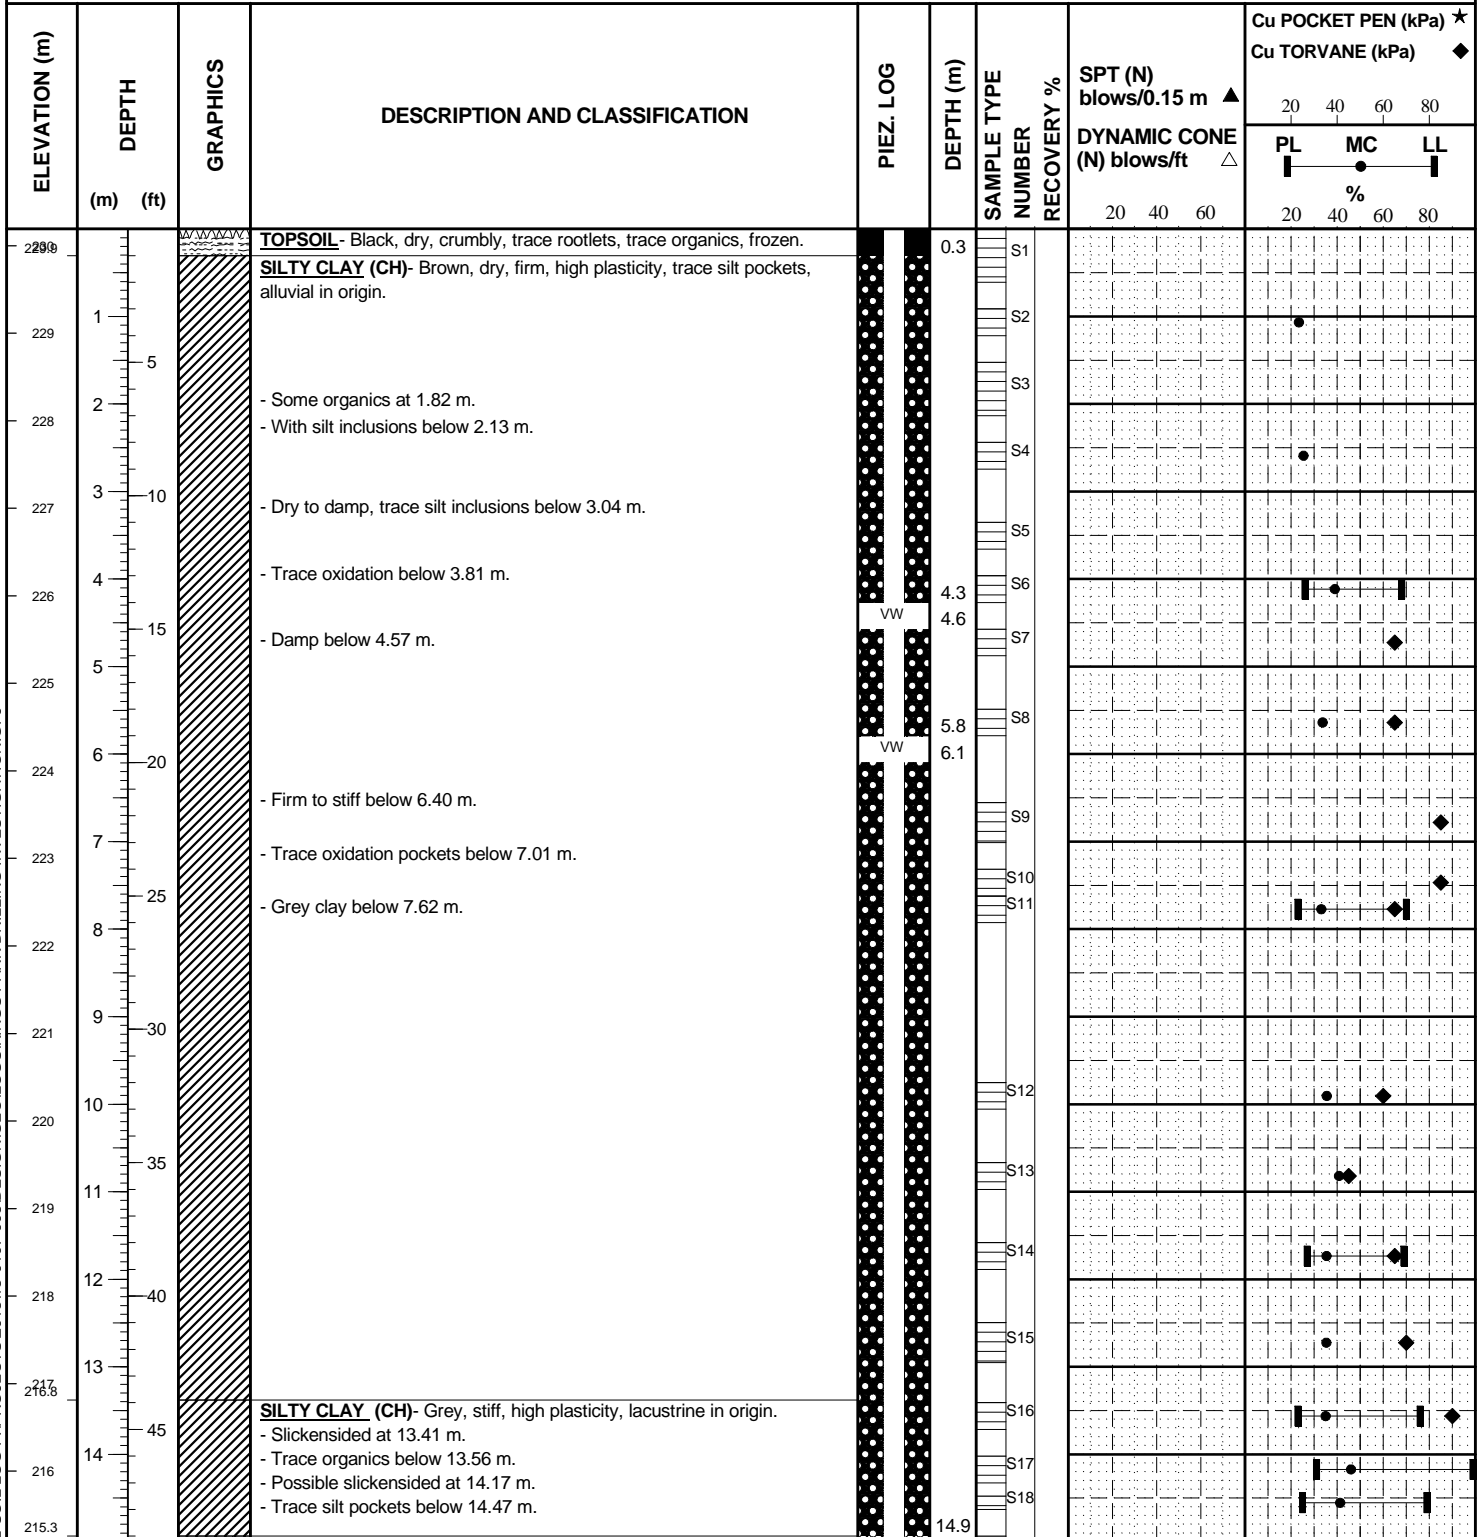 ELEVATION (m)
DEPTH
(m) (ft)
GRAPHICS
DESCRIPTION AND CLASSIFICATION
PIEZ. LOG
DEPTH (m)
SAMPLE TYPE
NUMBER
RECOVERY %
SPT (N)
blows/0.15 m ▲
DYNAMIC CONE
(N) blows/ft △
20 40 60
Cu POCKET PEN (kPa) ★
Cu TORVANE (kPa) ◆
20 40 60 80
PL MC LL
%
20 40 60 80
229.9
TOPSOIL- Black, dry, crumbly, trace rootlets, trace organics, frozen.
0.3
S1
SILTY CLAY (CH)- Brown, dry, firm, high plasticity, trace silt pockets,
alluvial in origin.
1
S2
229
5
S3
- Some organics at 1.82 m.
2
228
- With silt inclusions below 2.13 m.
S4
3
10
227
- Dry to damp, trace silt inclusions below 3.04 m.
S5
- Trace oxidation below 3.81 m.
4
S6
226
4.3
VW
4.6
15
- Damp below 4.57 m.
S7
5
225
S8
5.8
VW
6
6.1
20
224
- Firm to stiff below 6.40 m.
S9
7
- Trace oxidation pockets below 7.01 m.
223
S10
25
S11
- Grey clay below 7.62 m.
8
222
9
30
221
S12
10
220
35
S13
11
219
S14
12
40
218
S15
13
217
216.8
SILTY CLAY (CH)- Grey, stiff, high plasticity, lacustrine in origin.
S16
45
- Slickensided at 13.41 m.
14
- Trace organics below 13.56 m.
S17
216
- Possible slickensided at 14.17 m.
S18
- Trace silt pockets below 14.47 m.
215.3
14.9